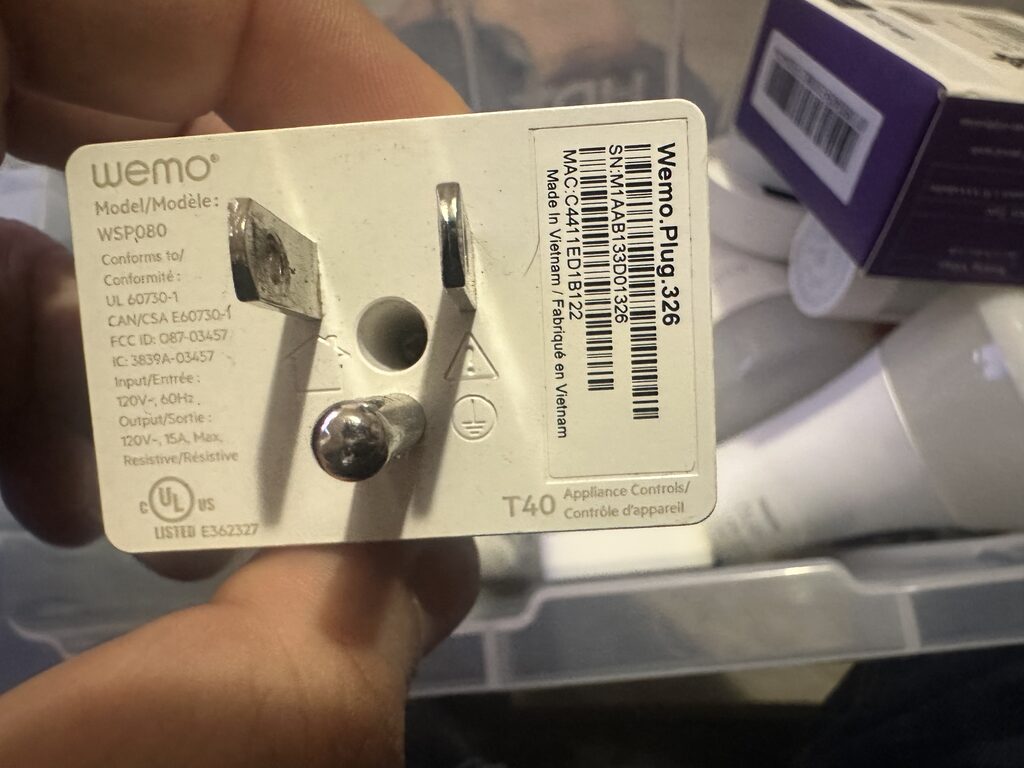 wemo®
Model/Modèle:
WSP080
Conforms to/
Conformité:
UL 60730-1
CAN/CSA E60730-1
FCC ID: O87-03457
IC: 3839A-03457
Input/Entrée:
120V~, 60Hz
Output/Sortie:
120V~, 15A, Max,
Resistive/Résistive
C UL US
LISTED E362327
Wemo.Plug.326
SN:M1AAB133D01326
MAC:C4411ED1B122
Made In Vietnam / Fabriqué en Vietnam
T40 Appliance Controls/
Contrôle d'appareil